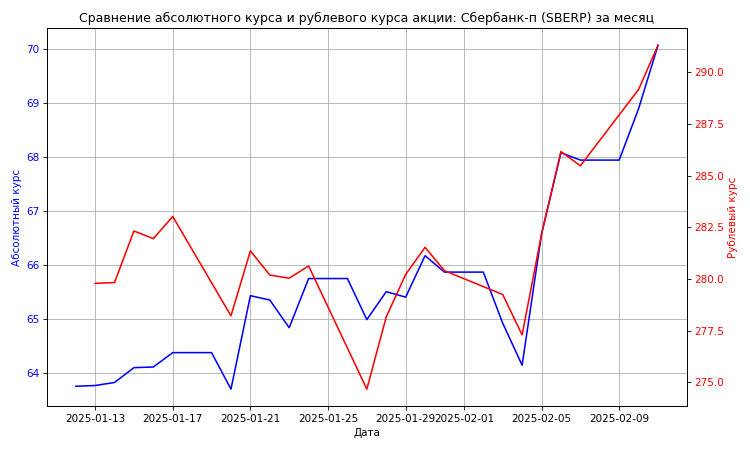 Сравнение абсолютного курса и рублевого курса акции: Сбербанк-п (SBERP) за месяц
Абсолютный курс
70
69
68
67
66
65
64
290.0
287.5
285.0
282.5
280.0
277.5
275.0
Рублевый курс
2025-01-13 2025-01-17 2025-01-21 2025-01-25 2025-01-29 2025-02-01 2025-02-05 2025-02-09
Дата